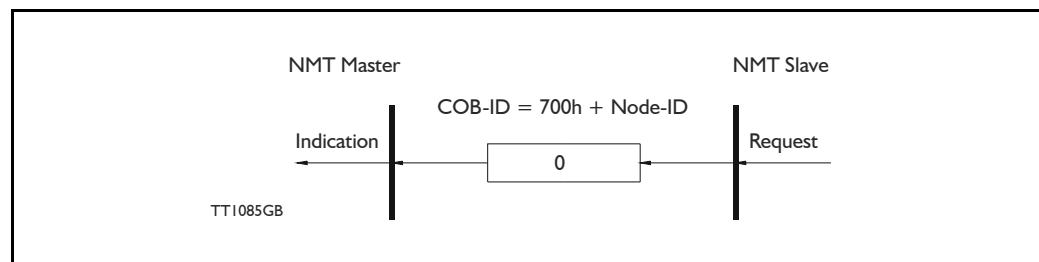 NMT Master
NMT Slave
COB-ID = 700h + Node-ID
Indication
0
Request
TT1085GB